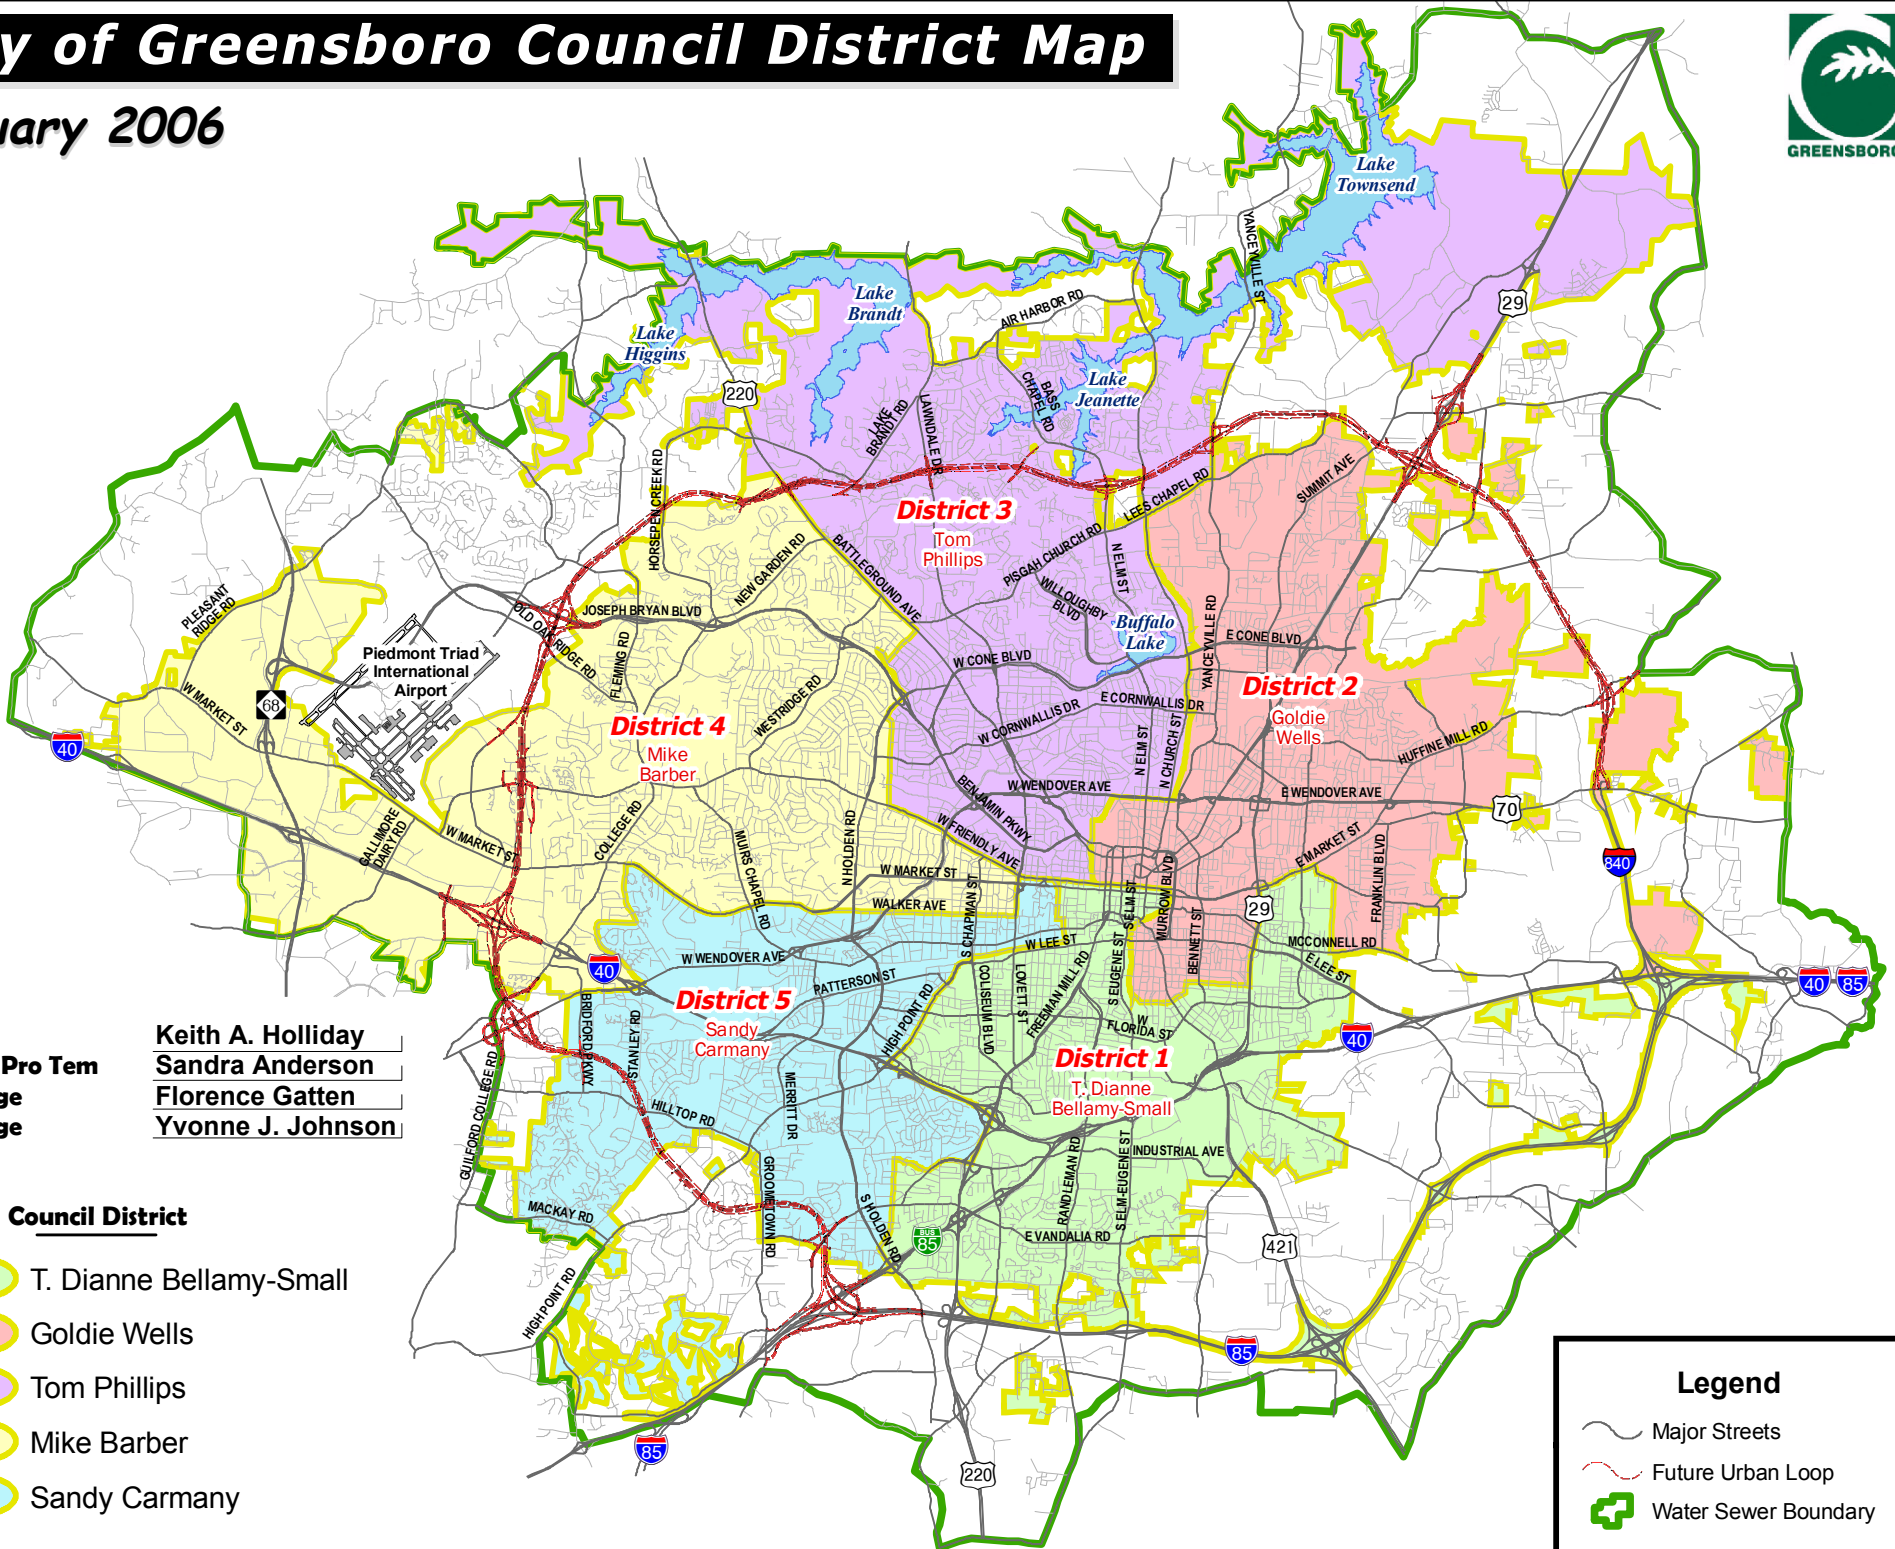 y of Greensboro Council District Map
uary 2006
GREENSBORO
Lake
Townsend
YANCEYVILLE ST
Lake
Brandt
AIR HARBOR RD
29
Lake
Higgins
220
BASS
CHAPEL RD
Lake
Jeanette
LAKE
BRANDT RD
LAWNDALE DR
HORSEPEN CREEK RD
District 3
Tom
Phillips
LEES CHAPEL RD
SUMMIT AVE
PISGAH CHURCH RD
N ELM ST
NEW GARDEN RD
BATTLEGROUND AVE
WILLOUGHBY
BLVD
PLEASANT
RIDGE RD
JOSEPH BRYAN BLVD
OLD OAK RIDGE RD
FLEMING RD
Buffalo
Lake
YANCEYVILLE RD
E CONE BLVD
Piedmont Triad
International
Airport
W CONE BLVD
W MARKET ST
68
40
District 4
Mike
Barber
WESTRIDGE RD
E CORNWALLIS DR
W CORNWALLIS DR
District 2
Goldie
Wells
N ELM ST
N CHURCH ST
HUFFINE MILL RD
W WENDOVER AVE
E WENDOVER AVE
BENJAMIN PKWY
70
GALLIMORE
DAIRY RD
W MARKET ST
COLLEGE RD
MUIRS CHAPEL RD
N HOLDEN RD
W FRIENDLY AVE
E MARKET ST
FRANKLIN BLVD
840
W MARKET ST
WALKER AVE
S CHAPMAN ST
S ELM ST
MURROW BLVD
BENNETT ST
29
MCCONNELL RD
E LEE ST
W LEE ST
W WENDOVER AVE
40
PATTERSON ST
HIGH POINT RD
COLISEUM BLVD
LOVETT ST
FREEMAN MILL RD
S EUGENE ST
W
FLORIDA ST
40
85
40
District 5
Sandy
Carmany
BRIDFORD PKWY
STANLEY RD
District 1
T. Dianne
Bellamy-Small
GUILFORD COLLEGE RD
HILLTOP RD
MERRITT DR
INDUSTRIAL AVE
RANDLEMAN RD
S ELM-EUGENE ST
GROOMETOWN RD
MACKAY RD
S HOLDEN RD
BUS
85
E VANDALIA RD
421
HIGH POINT RD
85
85
220
Keith A. Holliday
Pro Tem
Sandra Anderson
ge
Florence Gatten
ge
Yvonne J. Johnson
Council District
T. Dianne Bellamy-Small
Goldie Wells
Tom Phillips
Mike Barber
Sandy Carmany
Legend
Major Streets
Future Urban Loop
Water Sewer Boundary